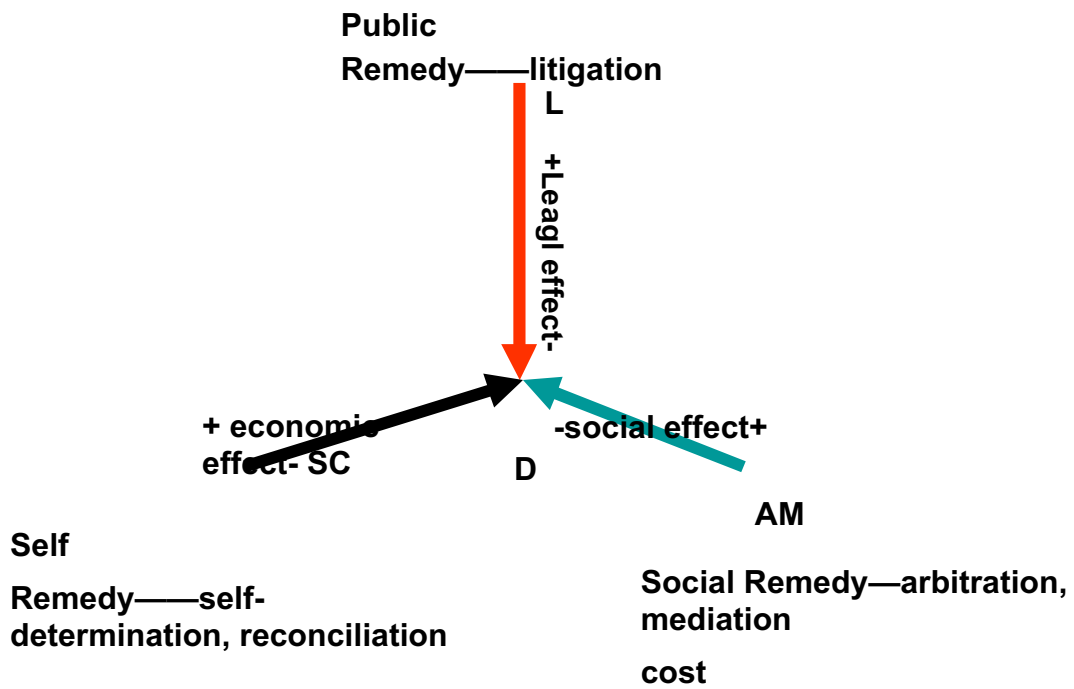 Public
Remedy——litigation
L
+Leagl effect-
+ economic
effect- SC
-social effect+
D
AM
Self
Remedy——self-
determination, reconciliation
Social Remedy—arbitration,
mediation
cost